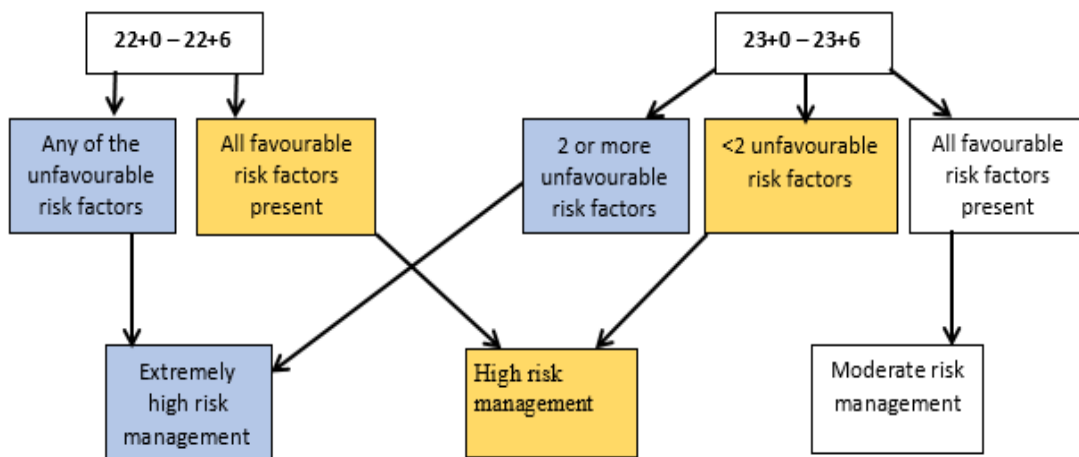 22+0 – 22+6
23+0 – 23+6
Any of the
unfavourable
risk factors
All favourable
risk factors
present
2 or more
unfavourable
risk factors
<2 unfavourable
risk factors
All favourable
risk factors
present
Extremely
high risk
management
High risk
management
Moderate risk
management